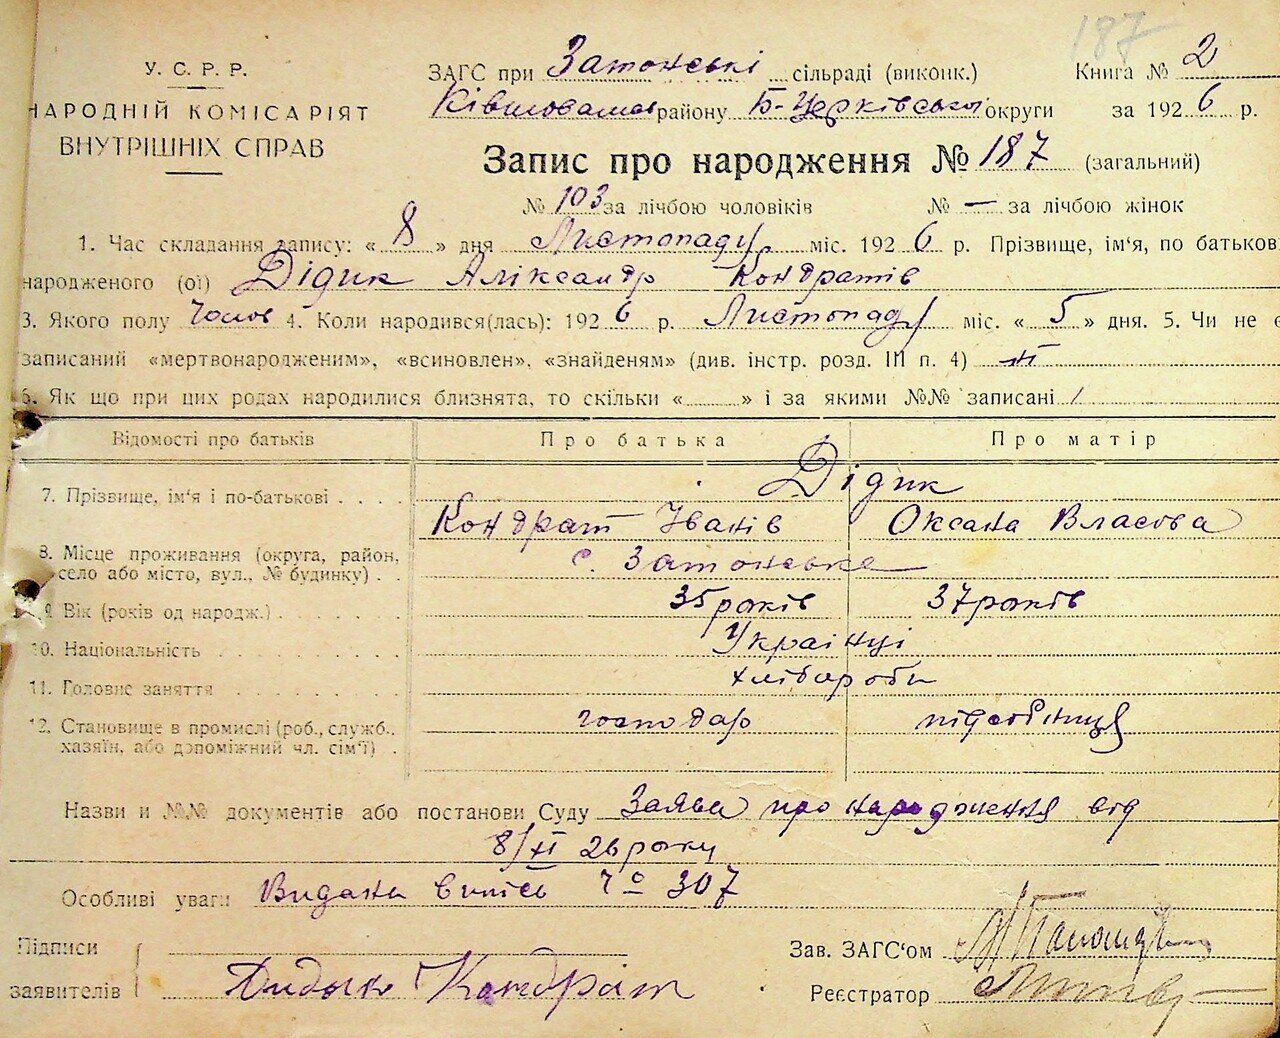 187
У. С. Р. Р.
НАРОДНІЙ КОМІСАРІЯТ
ВНУТРІШНІХ СПРАВ
ЗАГС при Затонські сільраді (виконк.) Книга № 2
району Б-Церківської округи за 1926 р.
Запис про народження № 187 (загальний)
№ 103 за лічбою чоловіків № — за лічбою жінок
1. Час складання запису: « 8 » дня Листопаду міс. 1926 р. Прізвище, ім‘я, по батькові
народженого (ої) Дідик Аліксандр Кондратів
3. Якого полу Чолов 4. Коли народився(лась): 1926 р. Листопаду міс. « 5 » дня. 5. Чи не є
записаний «мертвонародженим», «всиновлен», «знайденям» (див. інстр. розд. III п. 4) ні
6. Як що при цих родах народилися близнята, то скільки « » і за якими №№ записані /
Відомості про батьків Про батька Про матір
7. Прізвище, ім‘я і по-батькові . . . . Дідик
Кондрат Іванів Оксана Власова
8. Місце проживання (округа, район, с. Затонське
село або місто, вул., № будинку) . .
9. Вік (років од народж.) . . . . . . . 35 років 37 років
10. Національність . . . . . . . . . . Українці
11. Головне заняття . . . . . . . . . хлібороби
12. Становище в промислі (роб., служб., господар підсобниця
хазяїн, або допоміжний чл. сім‘ї) .
Назви и №№ документів або постанови Суду Заява про народження від
8/XI 26 року
Особливі уваги Видана випись 307
Підписи Зав. ЗАГС‘ом
заявителів Дидык Кондрат Реєстратор